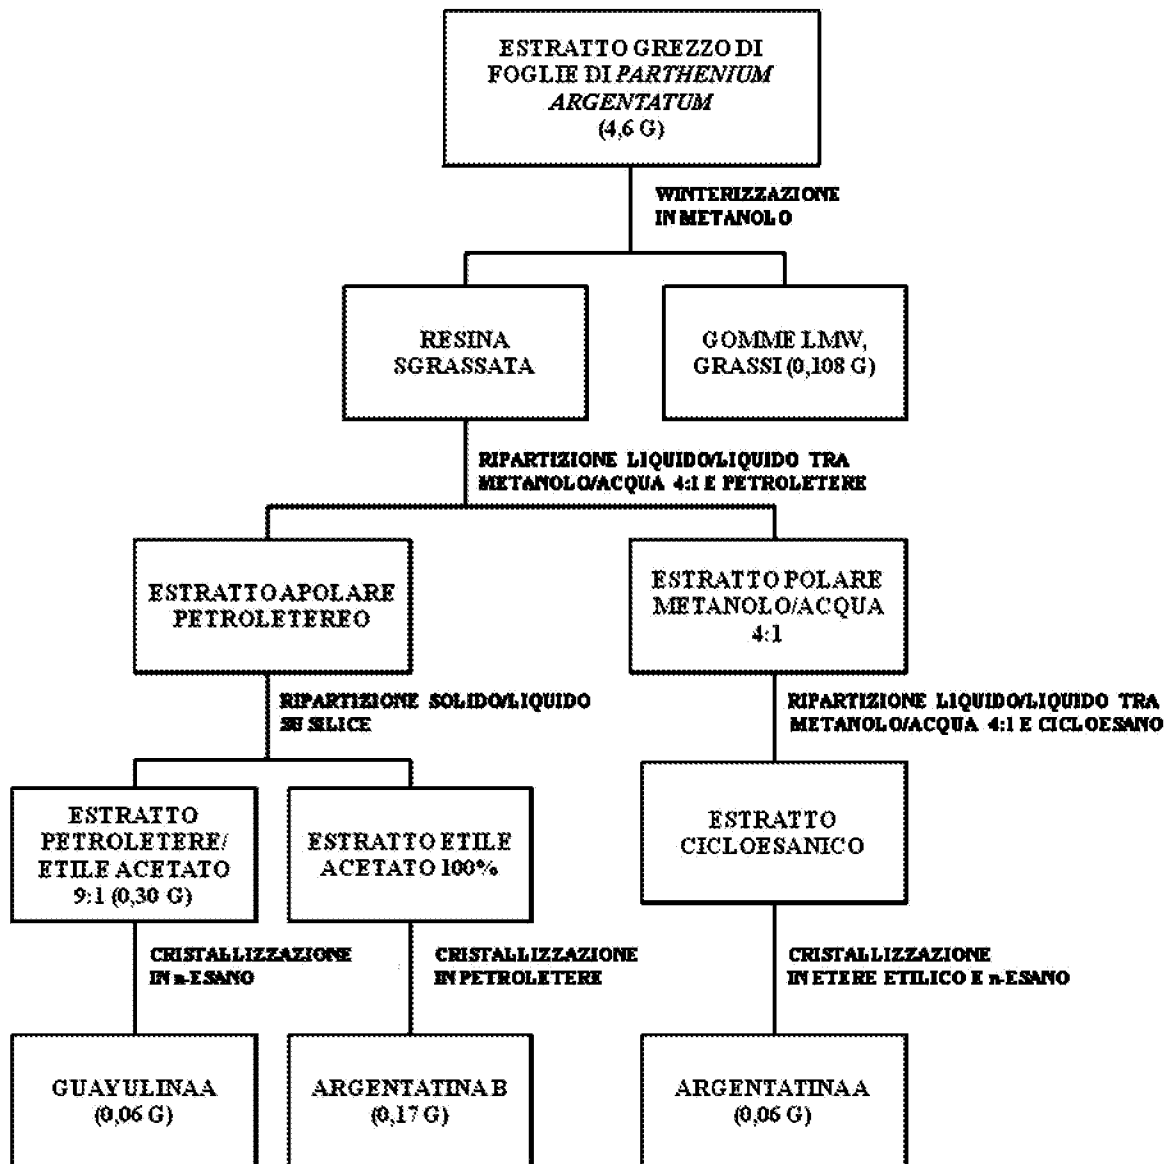 ESTRATTO GREZZO DI
FOGLIE DI PARTHENIUM
ARGENTATUM
(4,6 G)
WINTERIZZAZIONE
IN METANOLO
RESINA
SGRASSATA
GOMME LMW,
GRASSI (0,108 G)
RIPARTIZIONE LIQUIDO/LIQUIDO TRA
METANOLO/ACQUA 4:1 E PETROLETERE
ESTRATTO APOLARE
PETROLETEREO
ESTRATTO POLARE
METANOLO/ACQUA
4:1
RIPARTIZIONE SOLIDO/LIQUIDO
SU SILICE
RIPARTIZIONE LIQUIDO/LIQUIDO TRA
METANOLO/ACQUA 4:1 E CICLOESANO
ESTRATTO
PETROLETERE/
ETILE ACETATO
9:1 (0,30 G)
ESTRATTO ETILE
ACETATO 100%
ESTRATTO
CICLOESANICO
CRISTALLIZZAZIONE
IN n-ESANO
CRISTALLIZZAZIONE
IN PETROLETERE
CRISTALLIZZAZIONE
IN ETERE ETILICO E n-ESANO
GUAYULINA A
(0,06 G)
ARGENTATINA B
(0,17 G)
ARGENTATINA A
(0,06 G)